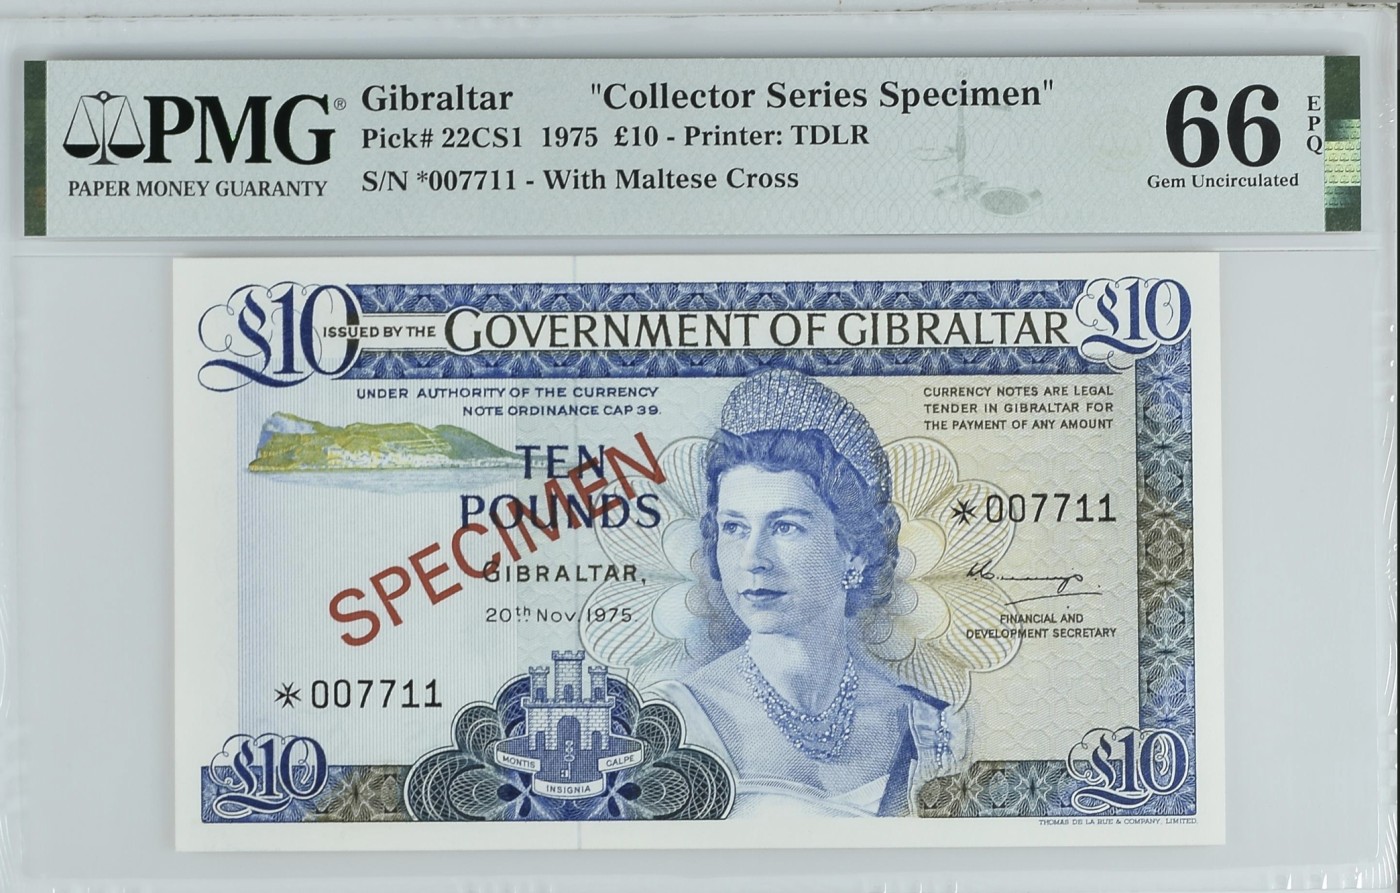 PMG® Gibraltar "Collector Series Specimen" 66 EPQ
Pick# 22CS1 1975 £10 - Printer: TDLR
PAPER MONEY GUARANTY S/N *007711 - With Maltese Cross Gem Uncirculated
£10 ISSUED BY THE GOVERNMENT OF GIBRALTAR £10
UNDER AUTHORITY OF THE CURRENCY
NOTE ORDINANCE CAP 39.
CURRENCY NOTES ARE LEGAL
TENDER IN GIBRALTAR FOR
THE PAYMENT OF ANY AMOUNT
TEN
POUNDS
SPECIMEN
GIBRALTAR,
20th Nov. 1975.
✠007711
FINANCIAL AND
DEVELOPMENT SECRETARY
✠007711
MONTIS CALPE
INSIGNIA
£10 £10
THOMAS DE LA RUE & COMPANY, LIMITED.